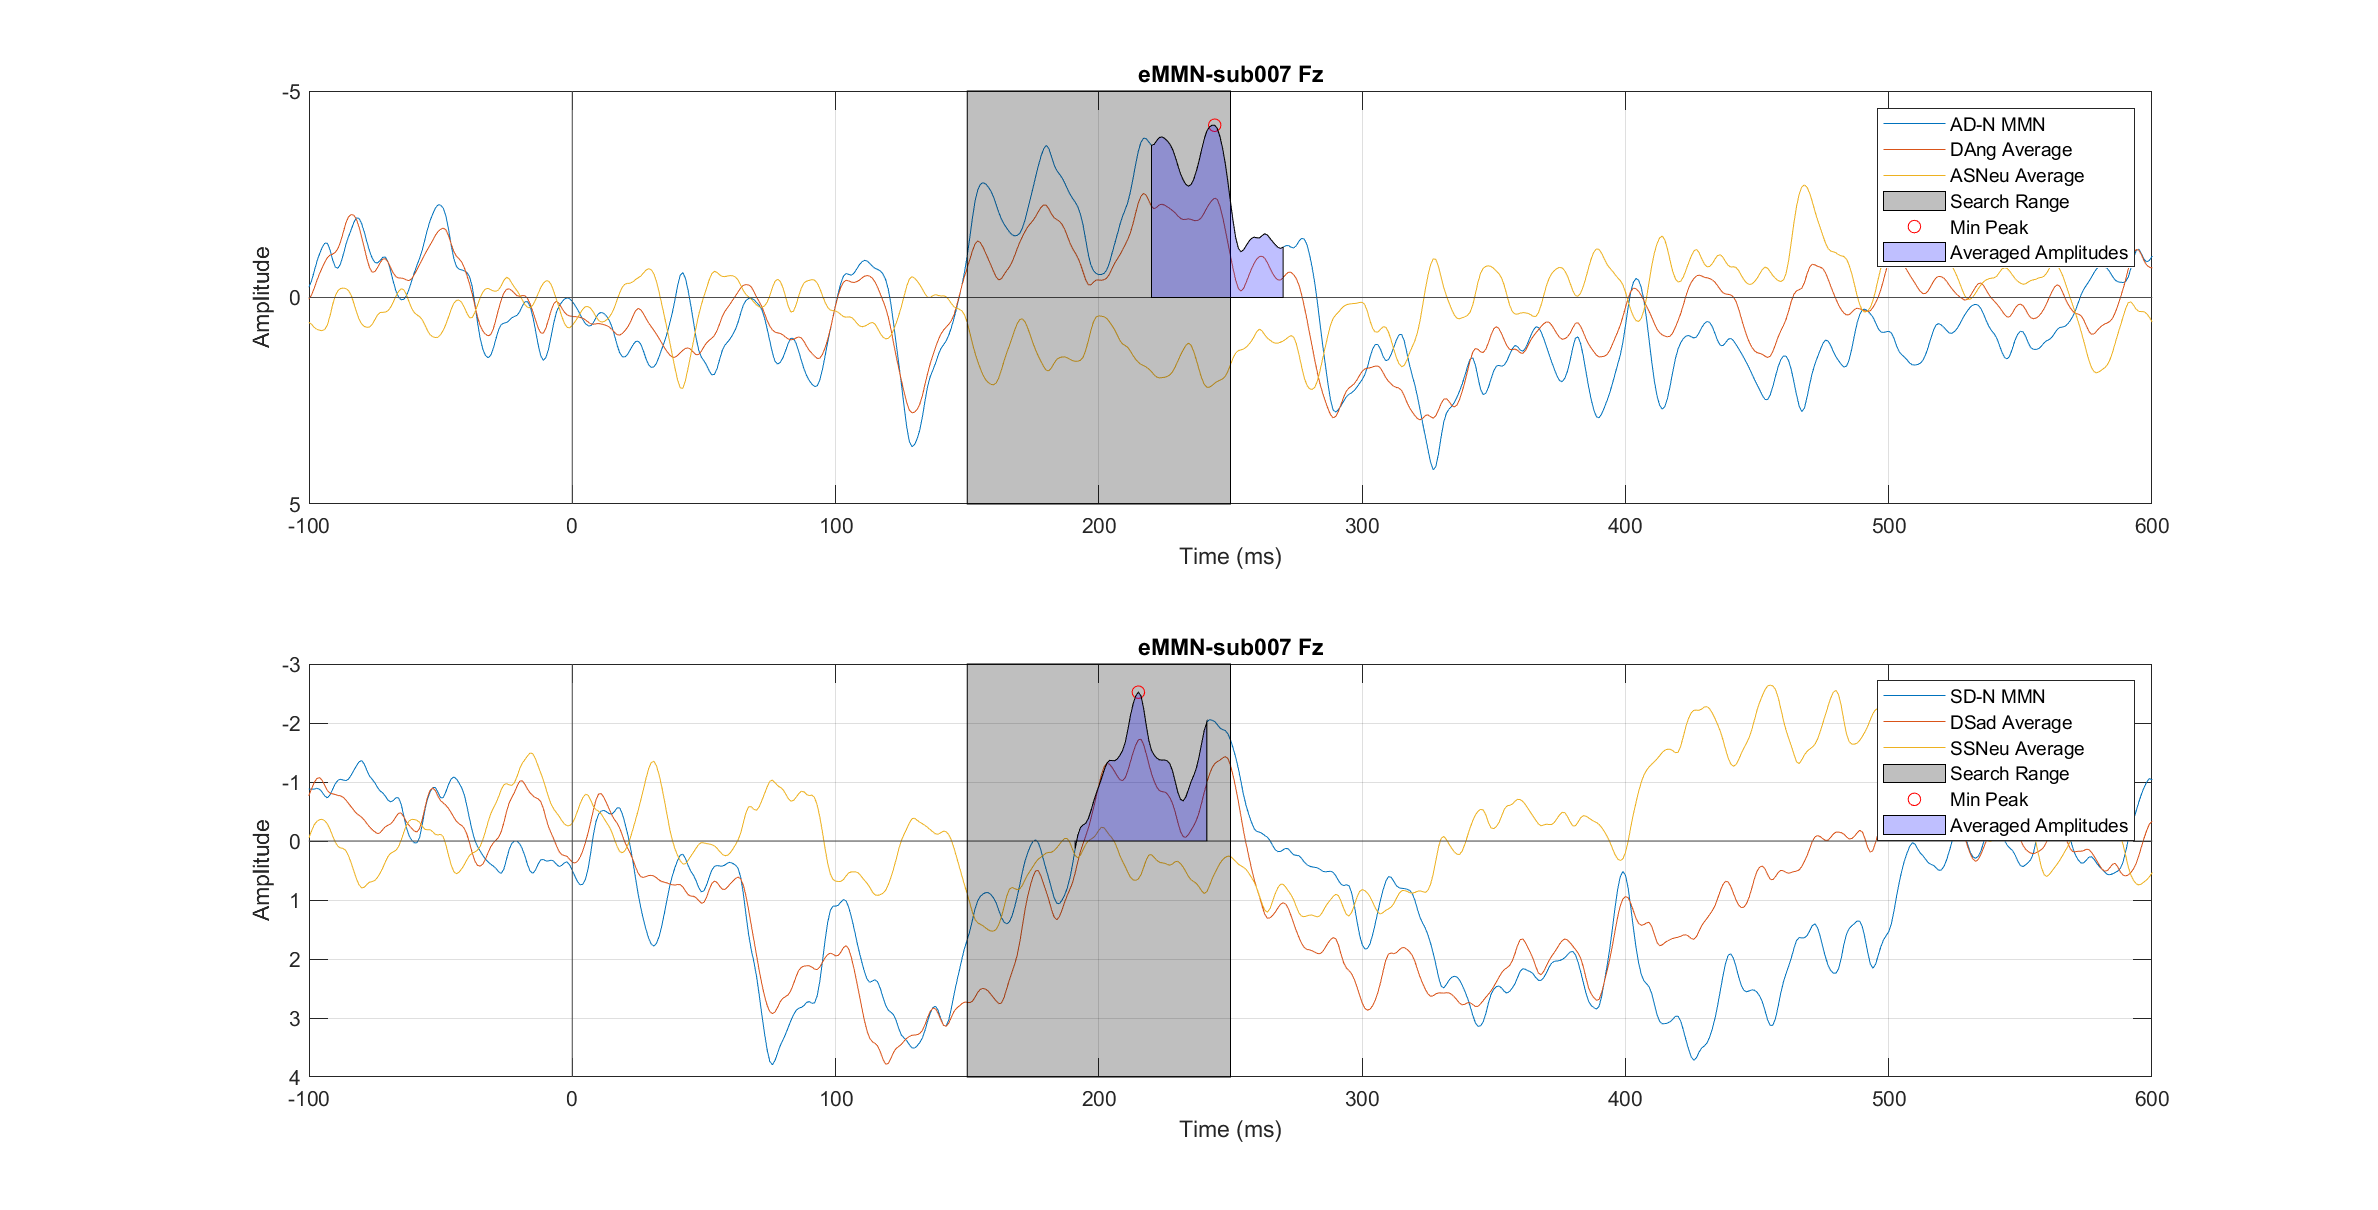 eMMN-sub007 Fz
-5
0
5
Amplitude
-100 0 100 200 300 400 500 600
Time (ms)
AD-N MMN
DAng Average
ASNeu Average
Search Range
Min Peak
Averaged Amplitudes
eMMN-sub007 Fz
-3
-2
-1
0
1
2
3
4
Amplitude
-100 0 100 200 300 400 500 600
Time (ms)
SD-N MMN
DSad Average
SSNeu Average
Search Range
Min Peak
Averaged Amplitudes